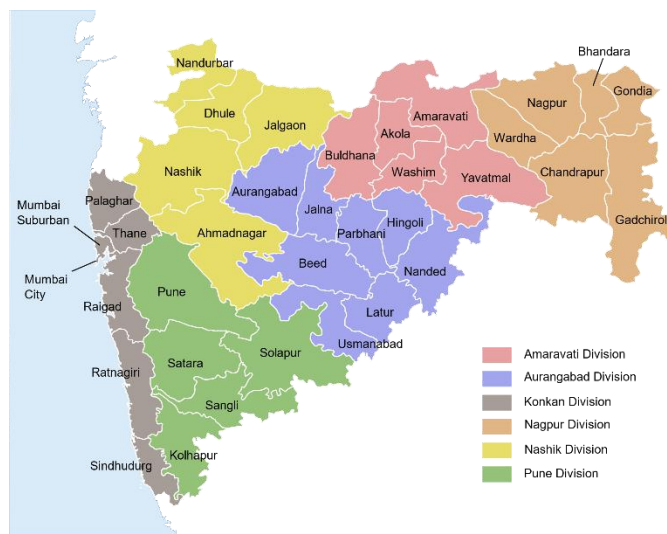 Bhandara
Nandurbar
Gondia
Nagpur
Dhule
Amaravati
Jalgaon
Akola
Wardha
Buldhana
Nashik
Washim
Chandrapur
Yavatmal
Aurangabad
Palaghar
Jalna
Mumbai
Suburban
Hingoli
Gadchirol
Thane
Ahmadnagar
Parbhani
Beed
Nanded
Mumbai
City
Pune
Raigad
Latur
Usmanabad
Solapur
Satara
Ratnagiri
Sangli
Kolhapur
Sindhudurg
Amaravati Division
Aurangabad Division
Konkan Division
Nagpur Division
Nashik Division
Pune Division